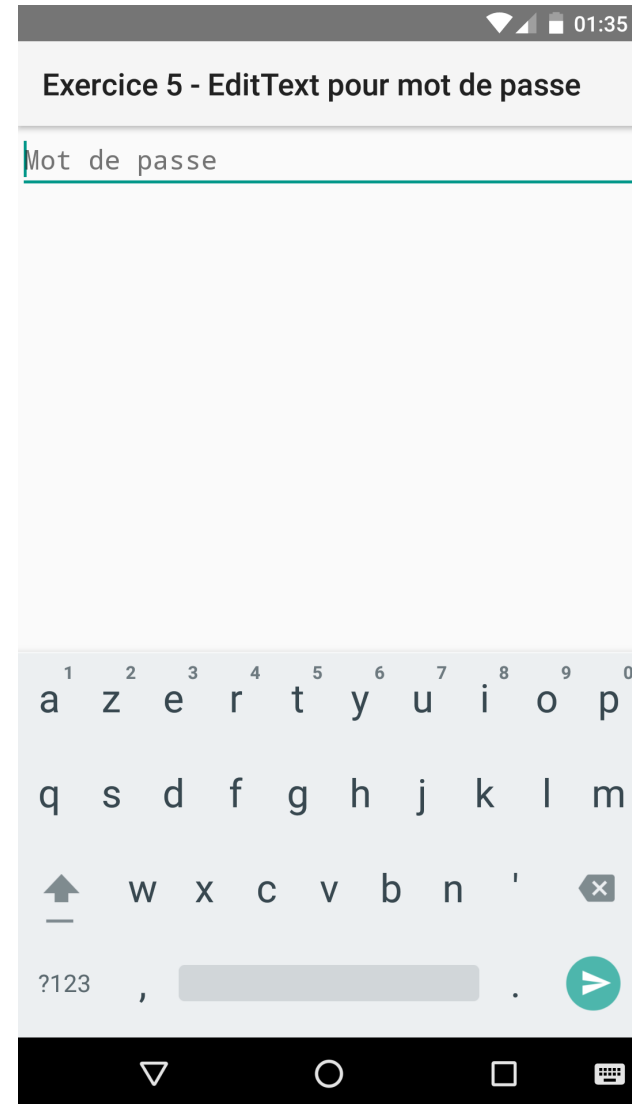 01:35
Exercice 5 - EditText pour mot de passe
Mot de passe
1 2 3 4 5 6 7 8 9 0
a z e r t y u i o p
q s d f g h j k l m
w x c v b n '
?123 , .